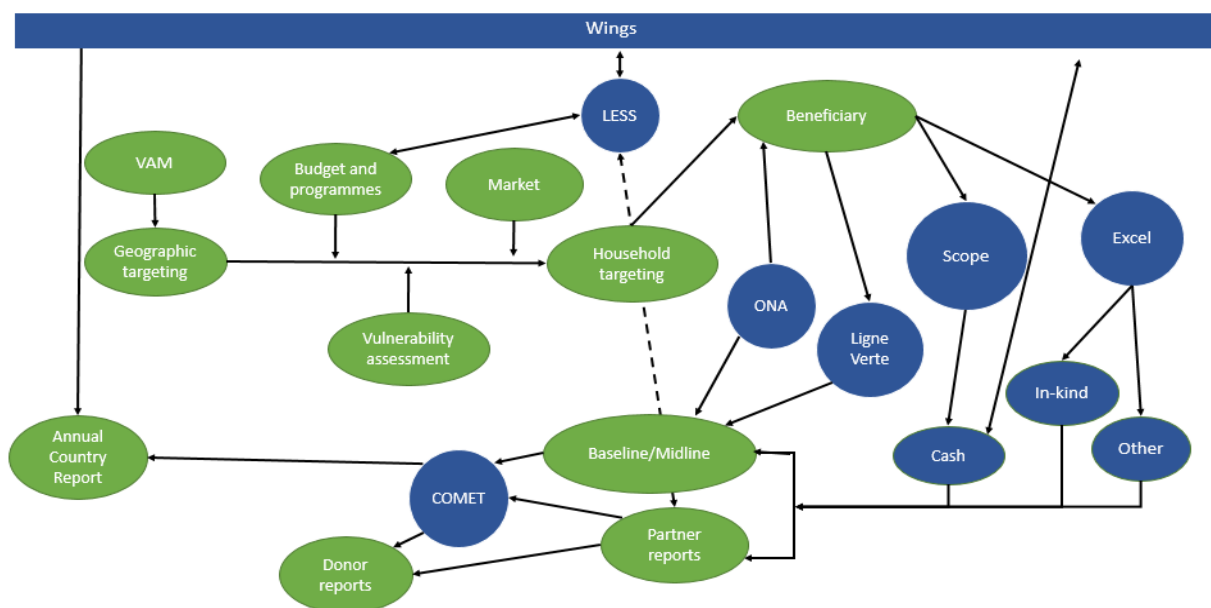 Wings
LESS
Beneficiary
VAM
Budget and
programmes
Market
Geographic
targeting
Household
targeting
Scope
Excel
ONA
Vulnerability
assessment
Ligne
Verte
In-kind
Annual
Country
Report
Baseline/Midline
Cash
Other
COMET
Partner
reports
Donor
reports